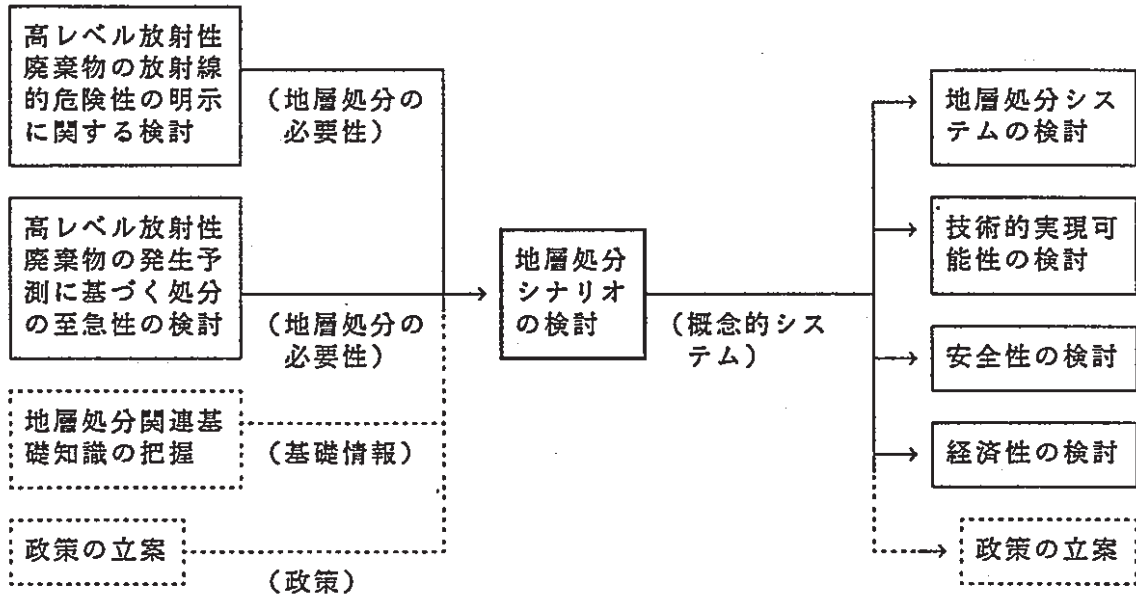 高レベル放射性
廃棄物の放射線
的危険性の明示
に関する検討
(地層処分の
必要性)
高レベル放射性
廃棄物の発生予
測に基づく処分
の至急性の検討
(地層処分の
必要性)
地層処分関連基
礎知識の把握
(基礎情報)
政策の立案
(政策)
地層処分
シナリオ
の検討
(概念的シス
テム)
地層処分シス
テムの検討
技術的実現可
能性の検討
安全性の検討
経済性の検討
政策の立案